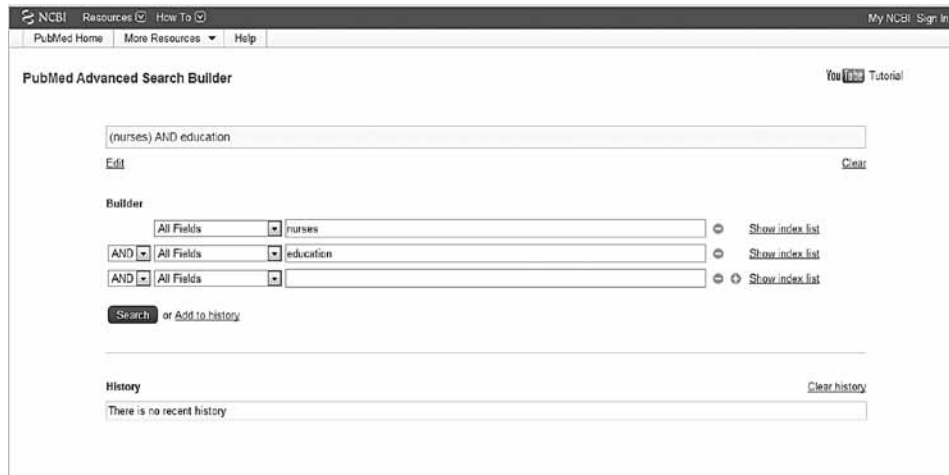 NCBI Resources How To My NCBI Sign In
PubMed Home More Resources Help
PubMed Advanced Search Builder YouTube Tutorial
(nurses) AND education
Edit Clear
Builder
All Fields nurses Show index list
AND All Fields education Show index list
AND All Fields Show index list
Search or Add to history
History Clear history
There is no recent history